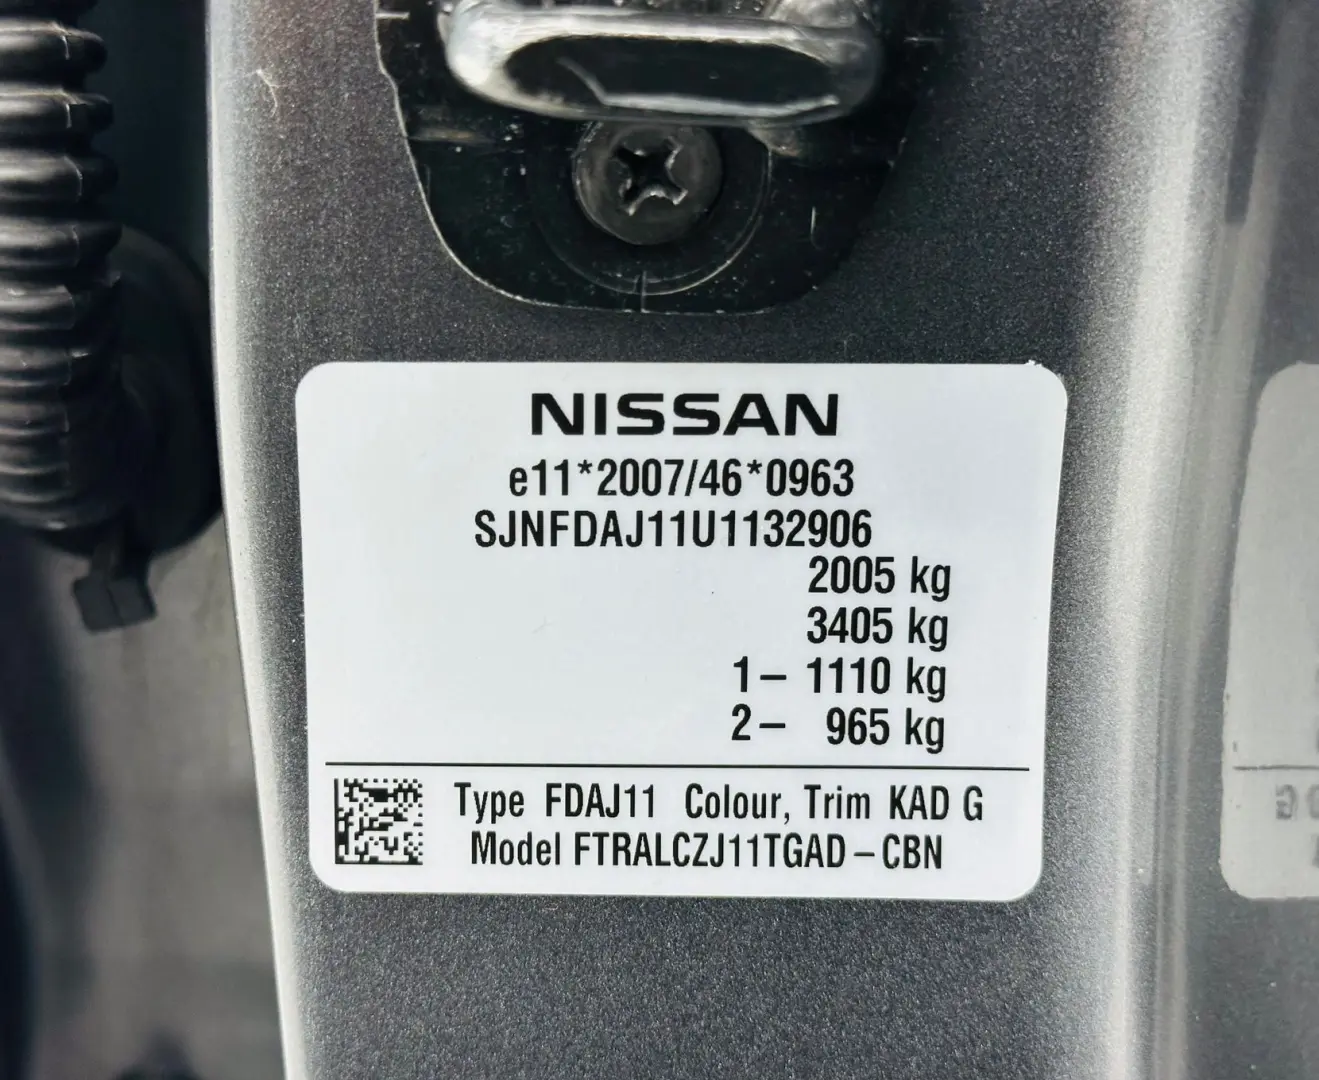 NISSAN
e11*2007/46*0963
SJNFDAJ11U1132906
2005 kg
3405 kg
1– 1110 kg
2– 965 kg
Type FDAJ11 Colour, Trim KAD G
Model FTRALCZJ11TGAD–CBN